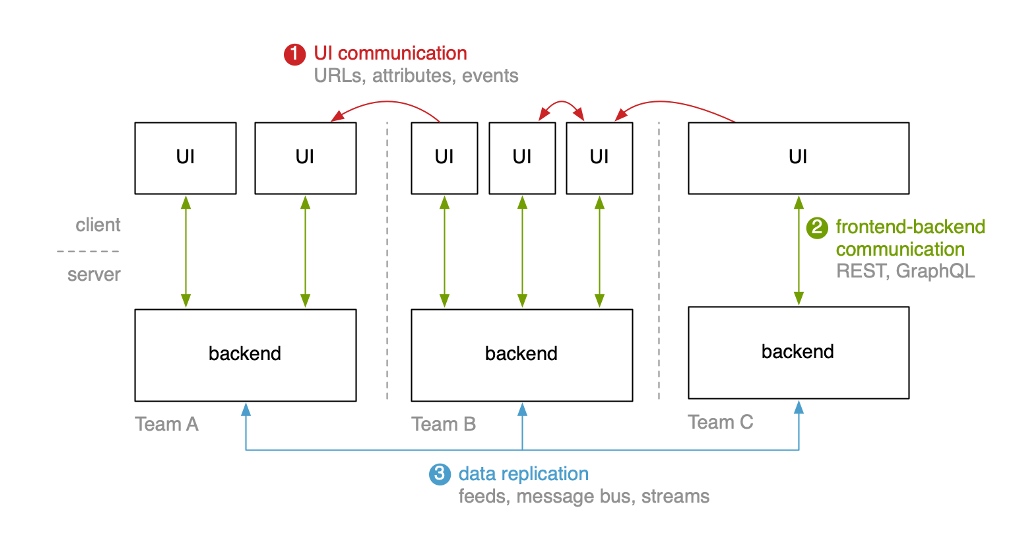 1 UI communication
URLs, attributes, events
UI
UI
UI
UI
UI
UI
client
server
2 frontend-backend
communication
REST, GraphQL
backend
backend
backend
Team A
Team B
Team C
3 data replication
feeds, message bus, streams